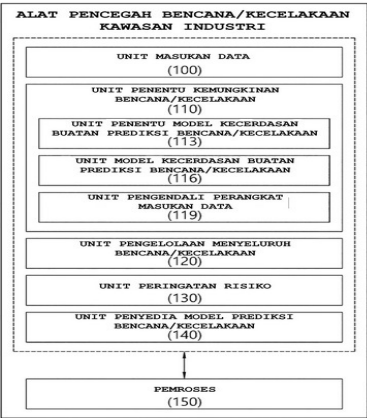 ALAT PENCEGAH BENCANA/KECELAKAAN
KAWASAN INDUSTRI
UNIT MASUKAN DATA
(100)
UNIT PENENTU KEMUNGKINAN
BENCANA/KECELAKAAN
(110)
UNIT PENENTU MODEL KECERDASAN
BUATAN PREDIKSI BENCANA/KECELAKAAN
(113)
UNIT MODEL KECERDASAN BUATAN
PREDIKSI BENCANA/KECELAKAAN
(116)
UNIT PENGENDALI PERANGKAT
MASUKAN DATA
(119)
UNIT PENGELOLAAN MENYELURUH
BENCANA/KECELAKAAN
(120)
UNIT PERINGATAN RISIKO
(130)
UNIT PENYEDIA MODEL PREDIKSI
BENCANA/KECELAKAAN
(140)
PEMROSES
(150)